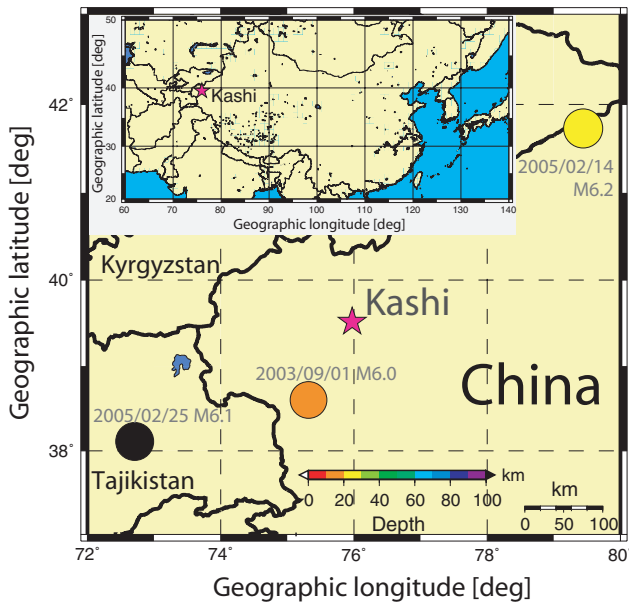 Geographic latitude [deg]
42˚
40˚
38˚
72˚
74˚
76˚
78˚
80
Geographic longitude [deg]
Geographic latitude [deg]
50
40
30
20
60
70
80
90
100
110
120
130
140
Geographic longitude [deg]
Kashi
2005/02/14
M6.2
Kyrgyzstan
Kashi
2003/09/01 M6.0
China
2005/02/25 M6.1
Tajikistan
km
0 20 40 60 80 100
Depth
km
0 50 100